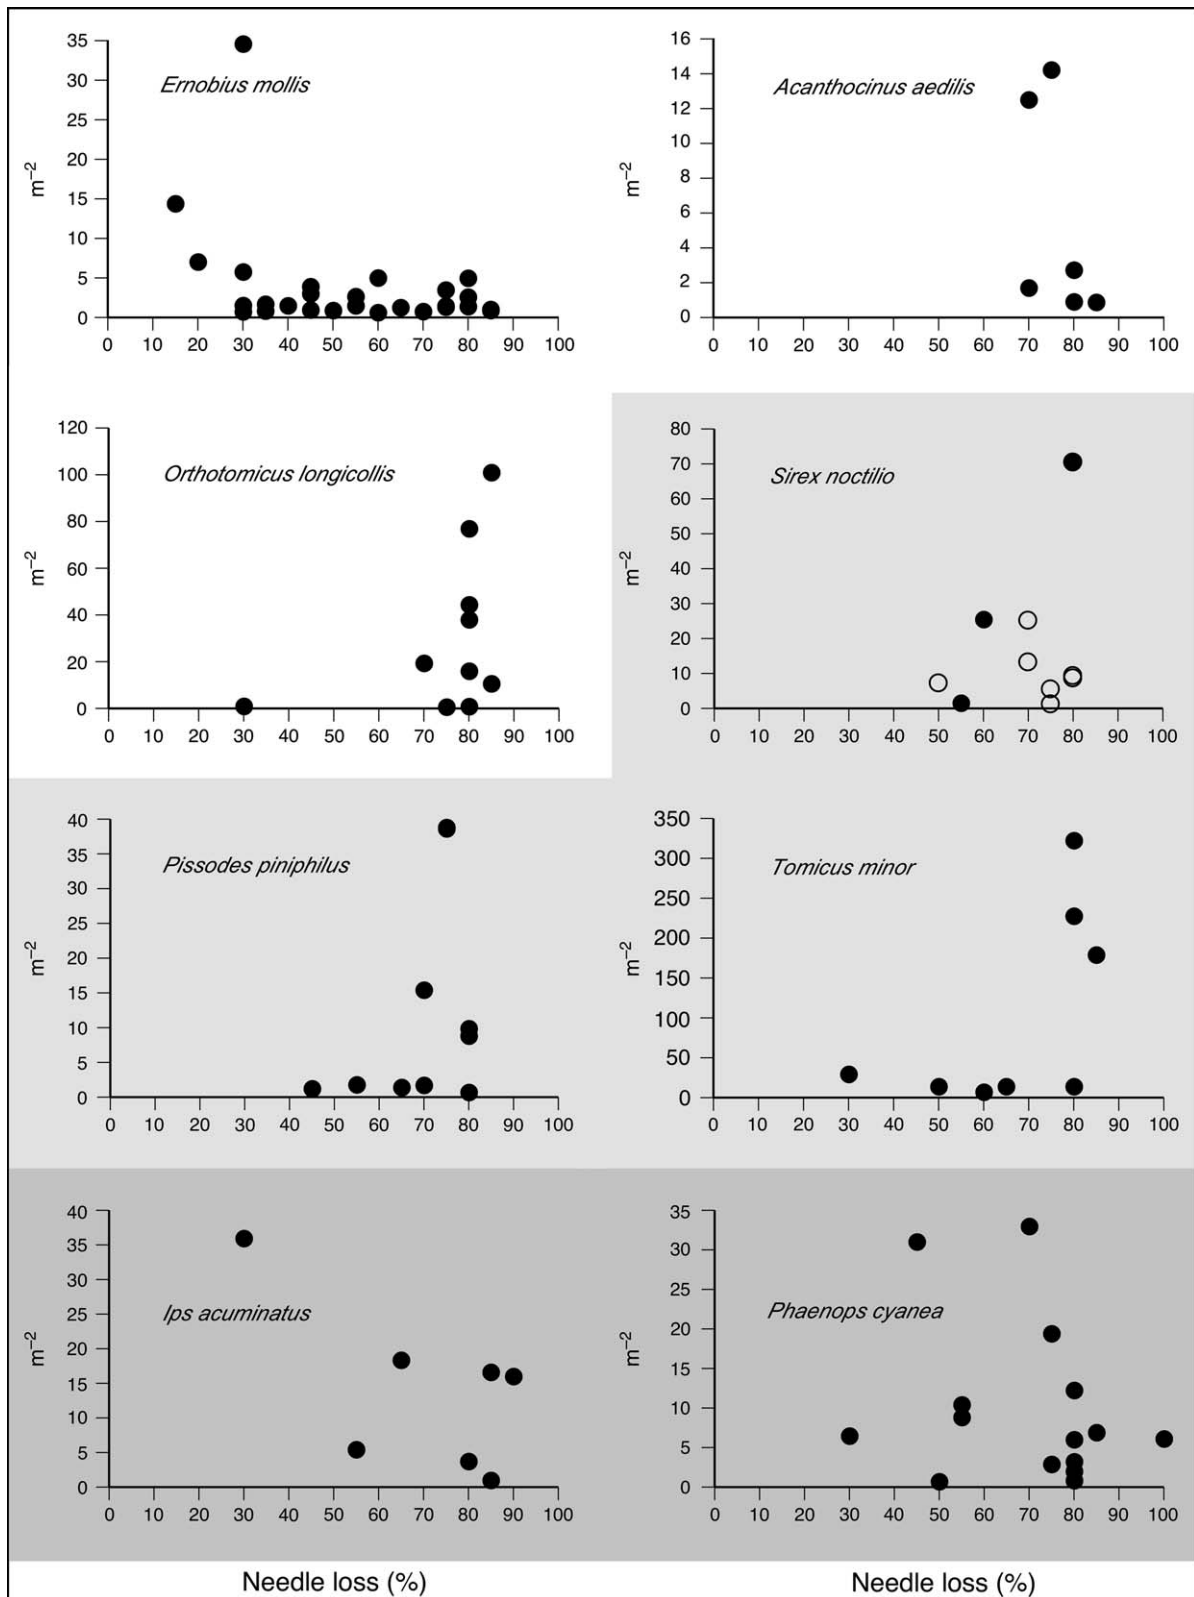 35
30
25
20
15
10
5
0
m⁻²
Ernobius mollis
0 10 20 30 40 50 60 70 80 90 100
16
14
12
10
8
6
4
2
0
m⁻²
Acanthocinus aedilis
0 10 20 30 40 50 60 70 80 90 100
120
100
80
60
40
20
0
m⁻²
Orthotomicus longicollis
0 10 20 30 40 50 60 70 80 90 100
80
70
60
50
40
30
20
10
0
m⁻²
Sirex noctilio
0 10 20 30 40 50 60 70 80 90 100
40
35
30
25
20
15
10
5
0
m⁻²
Pissodes piniphilus
0 10 20 30 40 50 60 70 80 90 100
350
300
250
200
150
100
50
0
m⁻²
Tomicus minor
0 10 20 30 40 50 60 70 80 90 100
40
35
30
25
20
15
10
5
0
m⁻²
Ips acuminatus
0 10 20 30 40 50 60 70 80 90 100
35
30
25
20
15
10
5
0
m⁻²
Phaenops cyanea
0 10 20 30 40 50 60 70 80 90 100
Needle loss (%)
Needle loss (%)